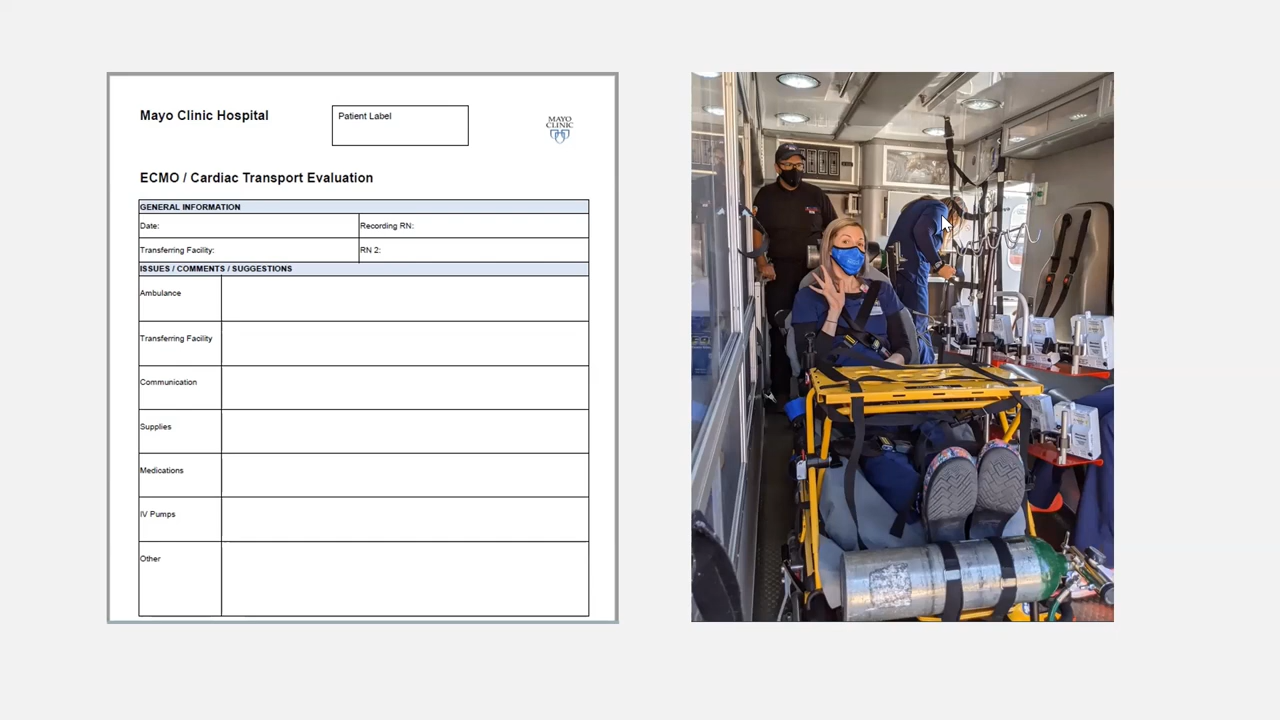 Mayo Clinic Hospital
Patient Label
MAYO
CLINIC
ECMO / Cardiac Transport Evaluation
GENERAL INFORMATION
Date:
Recording RN:
Transferring Facility:
RN 2:
ISSUES / COMMENTS / SUGGESTIONS
Ambulance
Transferring Facility
Communication
Supplies
Medications
IV Pumps
Other